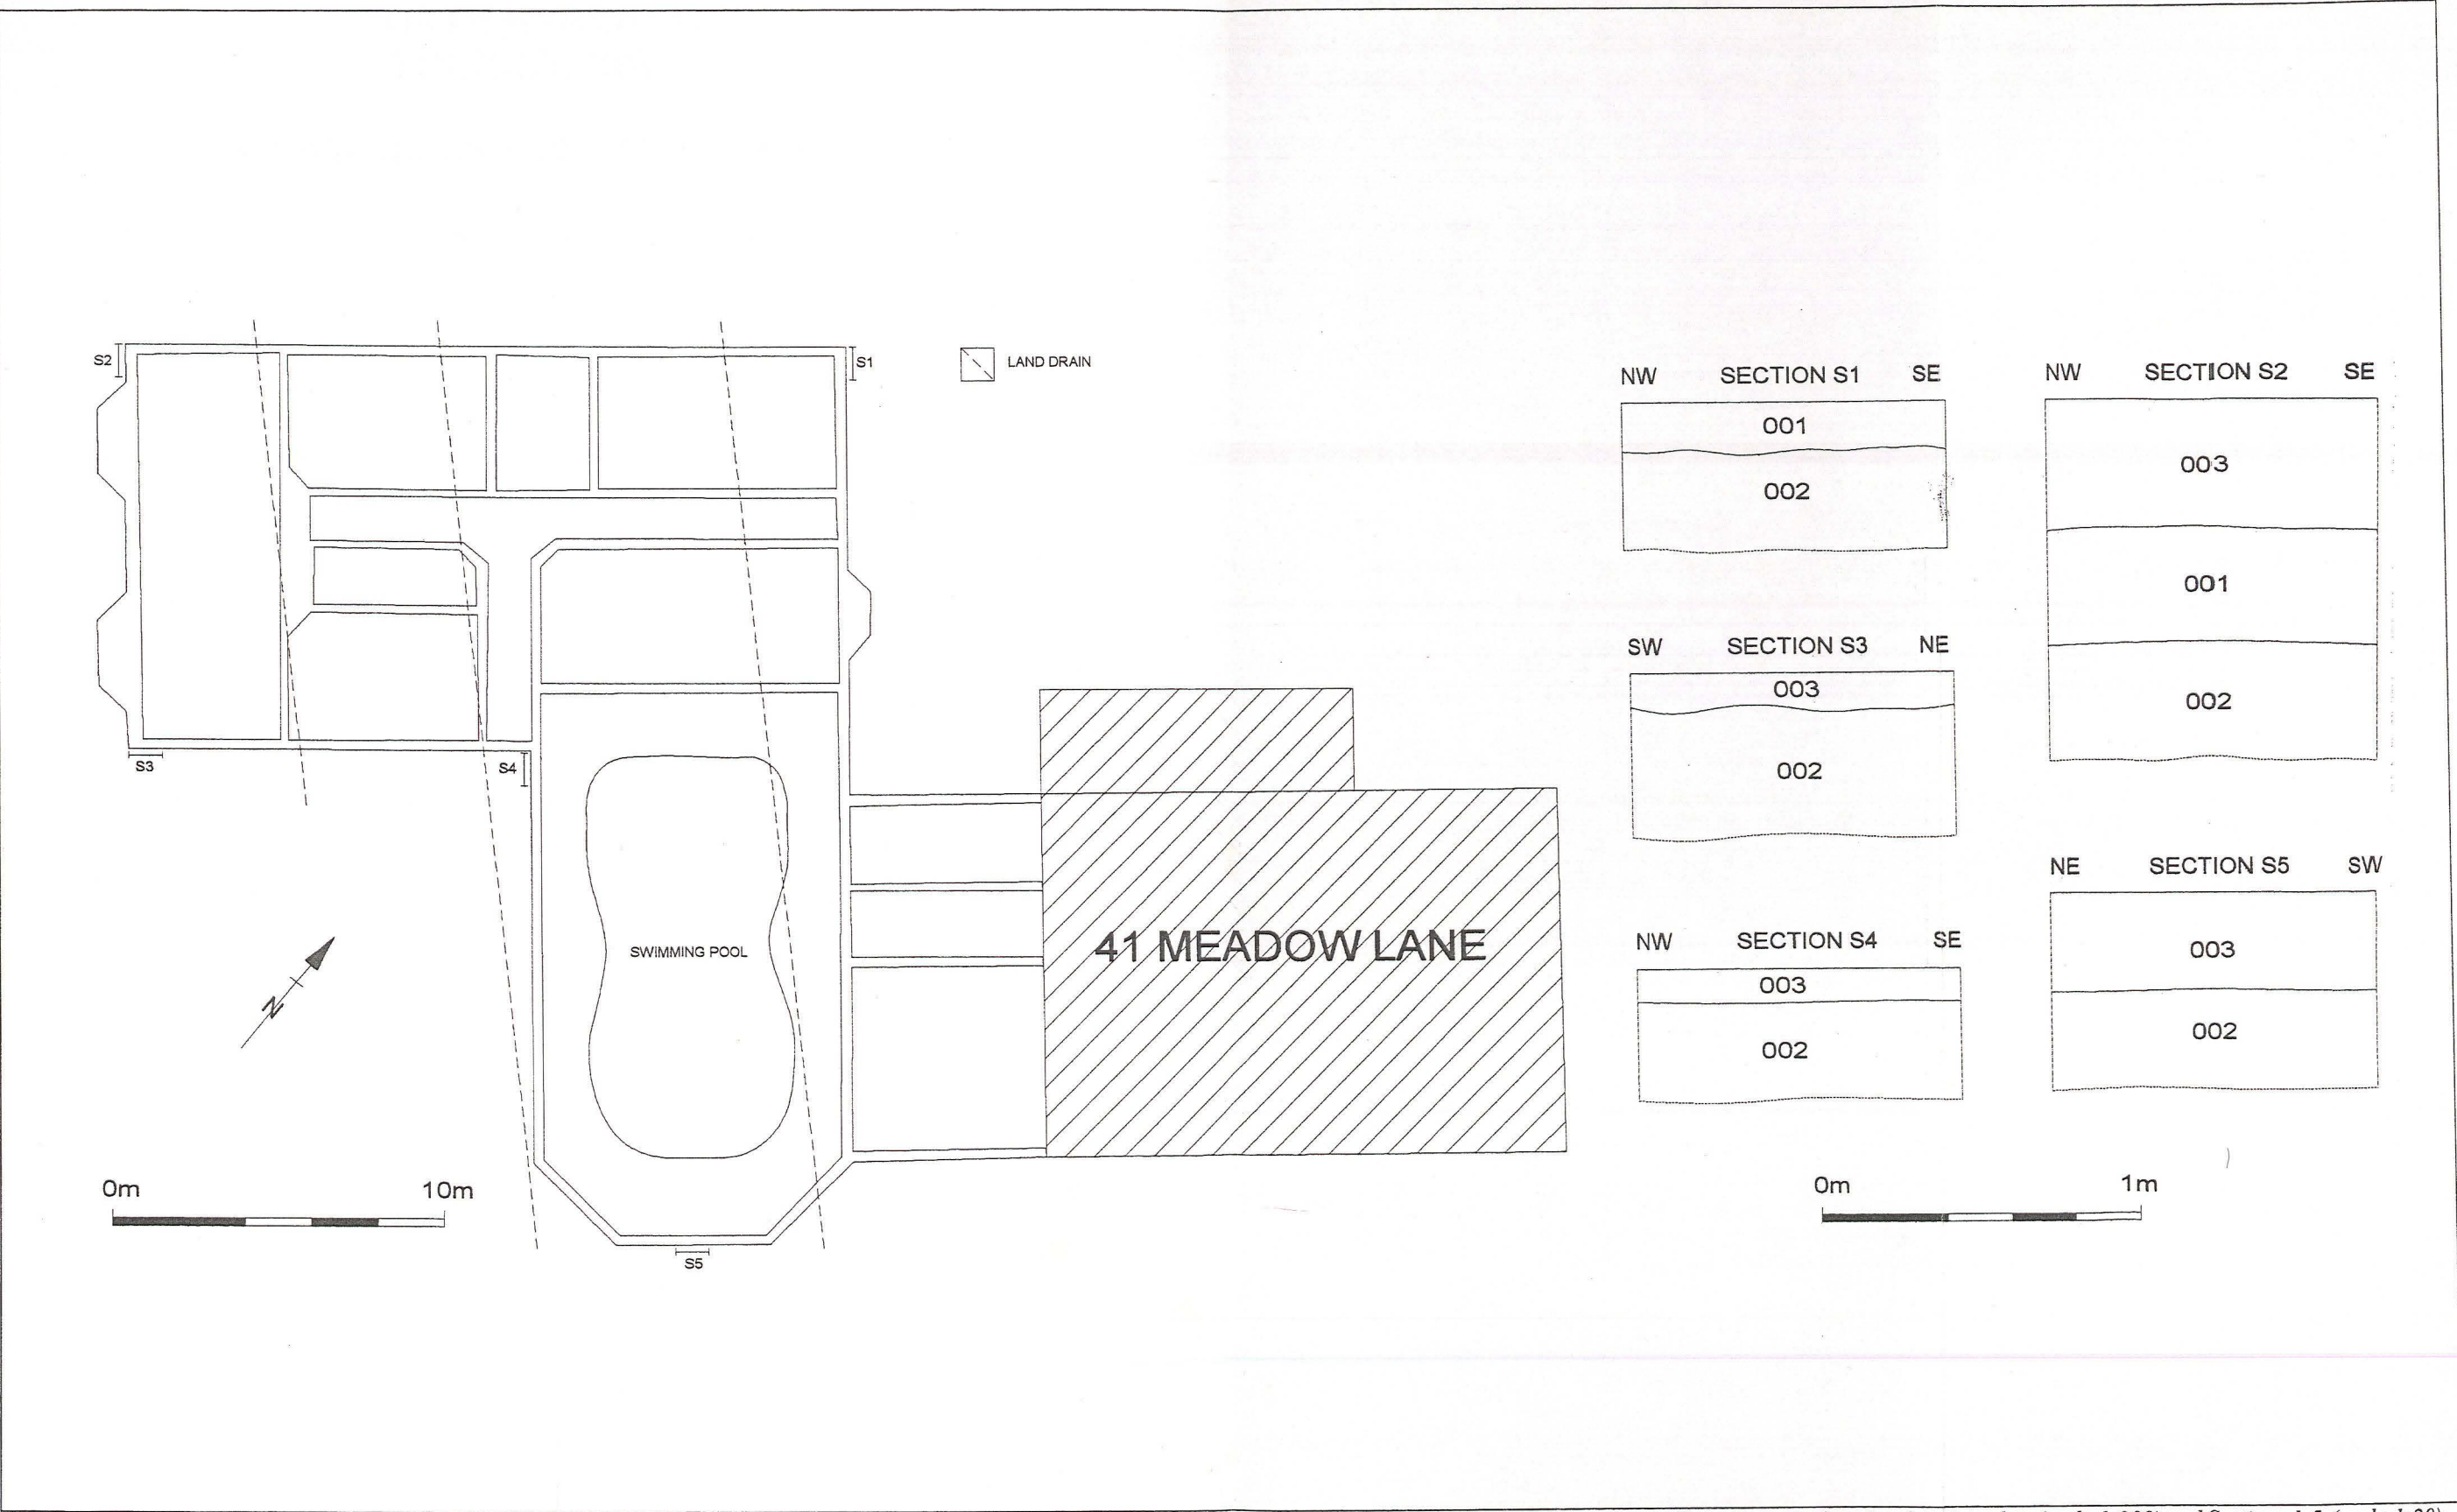 S2
S1
LAND DRAIN
S3
S4
SWIMMING POOL
41 MEADOW LANE
N
0m 10m
S5
NW SECTION S1 SE
001
002
NW SECTION S2 SE
003
001
002
SW SECTION S3 NE
003
002
NW SECTION S4 SE
003
002
NE SECTION S5 SW
003
002
0m 1m